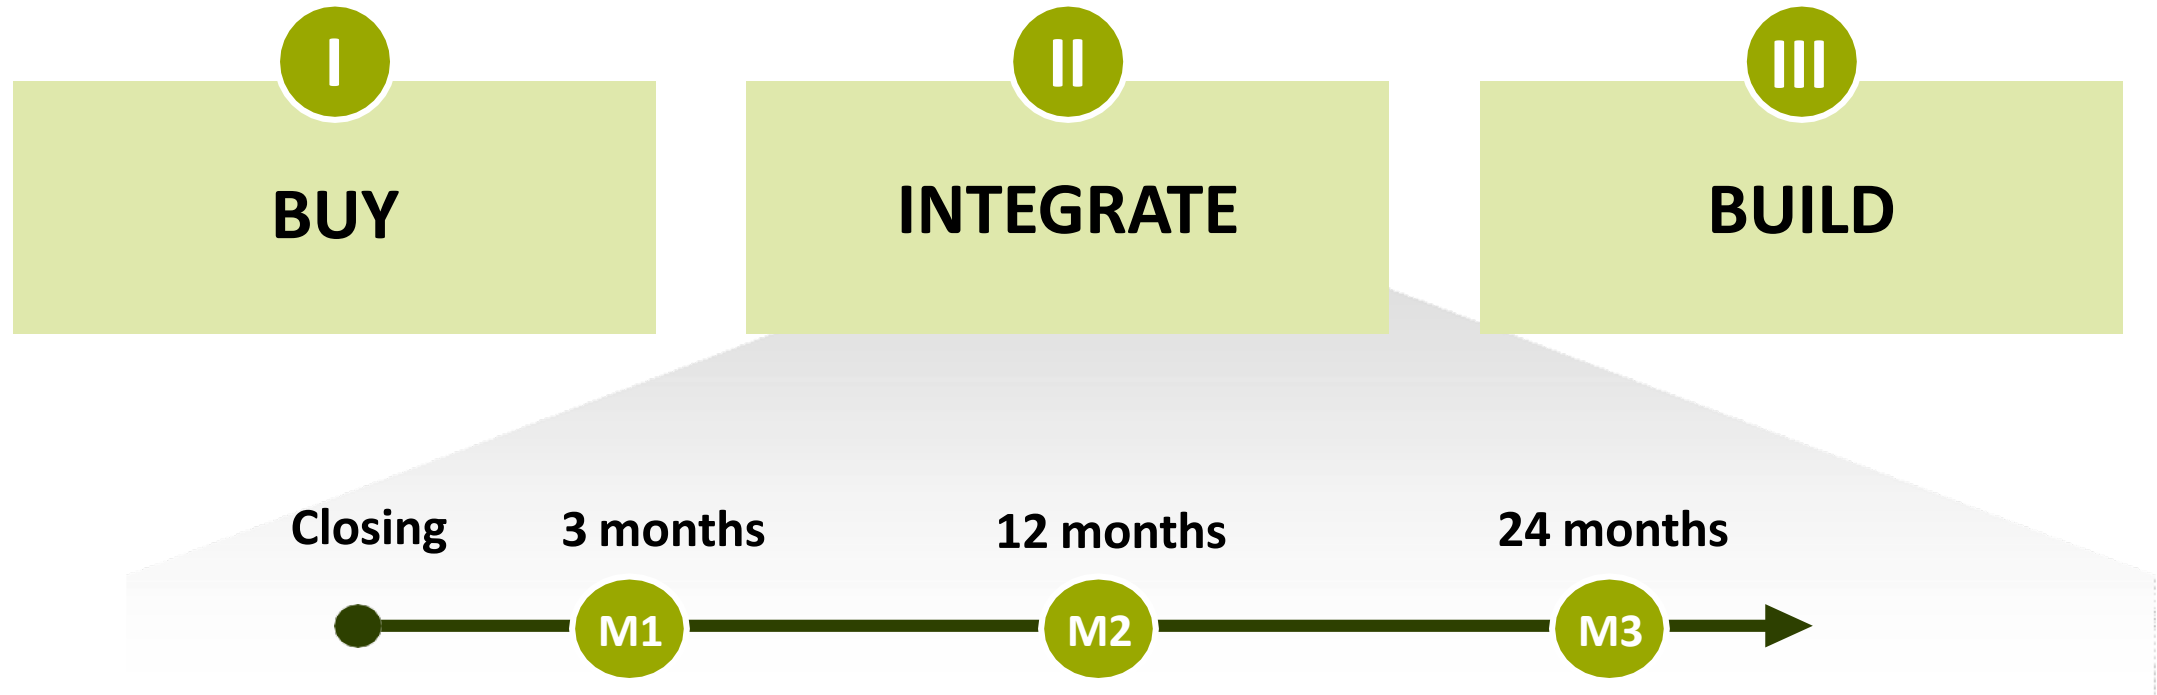 I
II
III
BUY
INTEGRATE
BUILD
Closing
3 months
12 months
24 months
M1
M2
M3